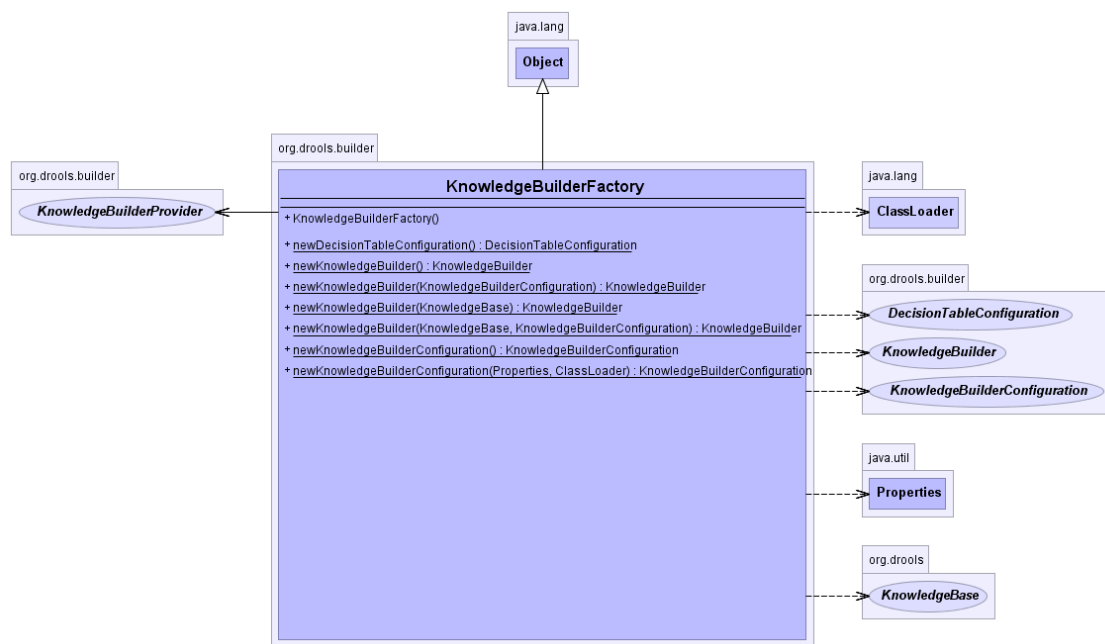 java.lang
Object
org.drools.builder
org.drools.builder
KnowledgeBuilderProvider
KnowledgeBuilderFactory
+ KnowledgeBuilderFactory()
+ newDecisionTableConfiguration() : DecisionTableConfiguration
+ newKnowledgeBuilder() : KnowledgeBuilder
+ newKnowledgeBuilder(KnowledgeBuilderConfiguration) : KnowledgeBuilder
+ newKnowledgeBuilder(KnowledgeBase) : KnowledgeBuilder
+ newKnowledgeBuilder(KnowledgeBase, KnowledgeBuilderConfiguration) : KnowledgeBuilder
+ newKnowledgeBuilderConfiguration() : KnowledgeBuilderConfiguration
+ newKnowledgeBuilderConfiguration(Properties, ClassLoader) : KnowledgeBuilderConfiguration
java.lang
ClassLoader
org.drools.builder
DecisionTableConfiguration
KnowledgeBuilder
KnowledgeBuilderConfiguration
java.util
Properties
org.drools
KnowledgeBase